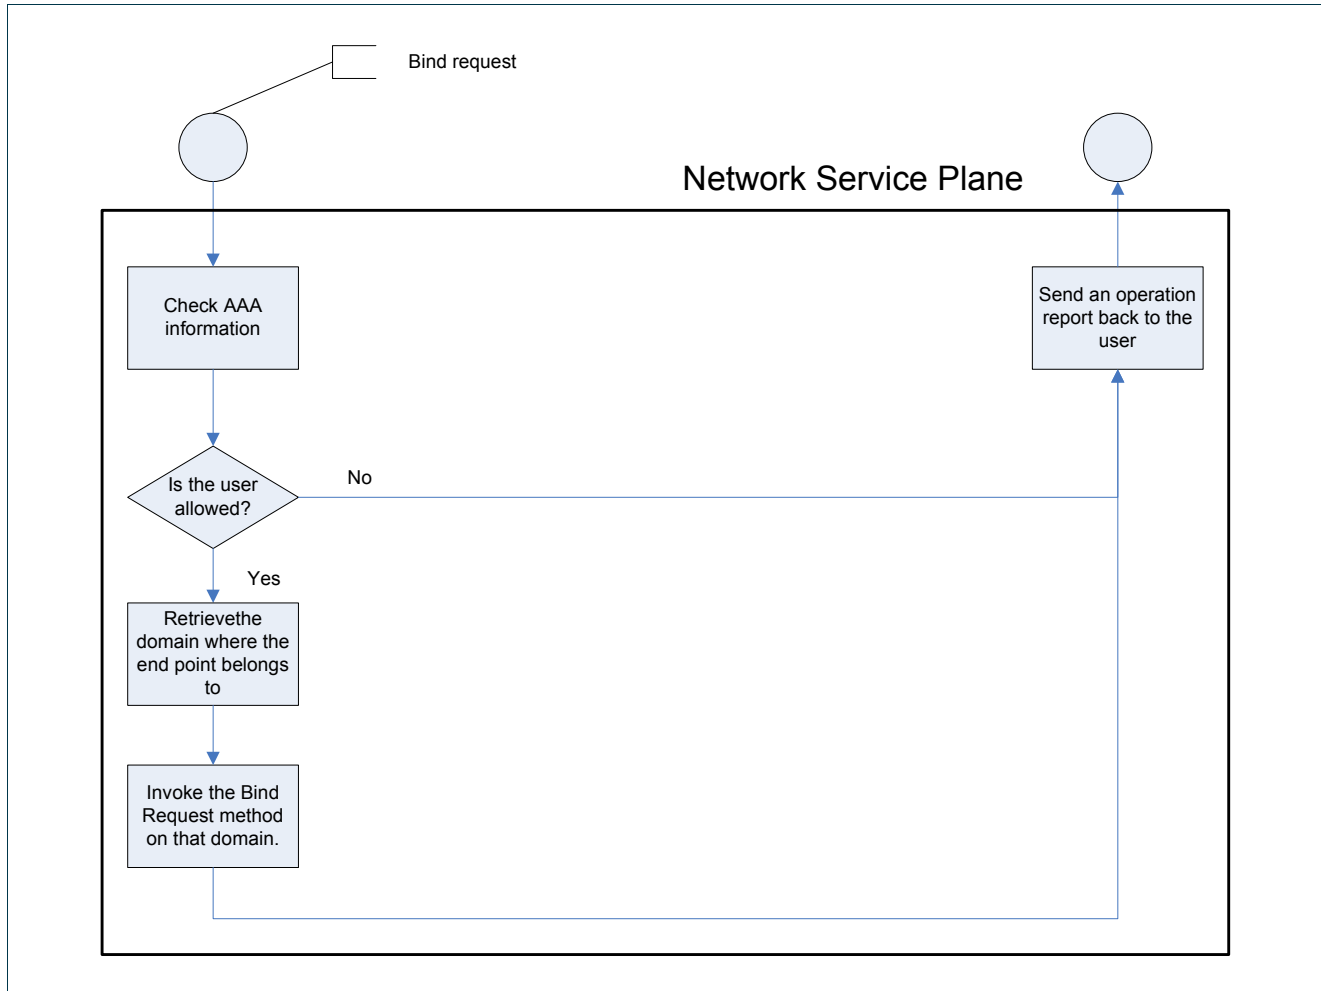 Bind request
Network Service Plane
Check AAA
information
Send an operation
report back to the
user
Is the user
allowed?
No
Yes
Retrievethe
domain where the
end point belongs
to
Invoke the Bind
Request method
on that domain.